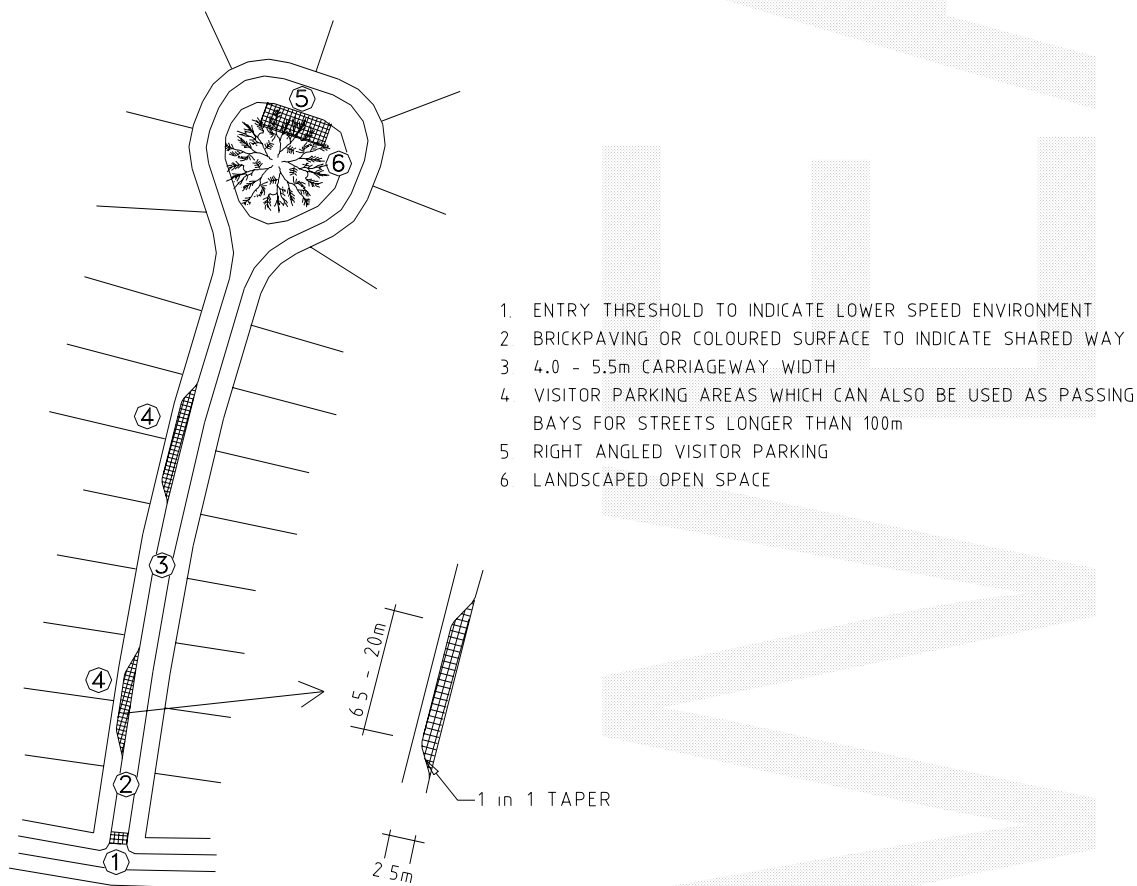 5
6
1. ENTRY THRESHOLD TO INDICATE LOWER SPEED ENVIRONMENT
2 BRICKPAVING OR COLOURED SURFACE TO INDICATE SHARED WAY
3 4.0 - 5.5m CARRIAGEWAY WIDTH
4 VISITOR PARKING AREAS WHICH CAN ALSO BE USED AS PASSING
BAYS FOR STREETS LONGER THAN 100m
5 RIGHT ANGLED VISITOR PARKING
6 LANDSCAPED OPEN SPACE
4
3
6 5 - 20m
4
2
1 in 1 TAPER
1
2 5m